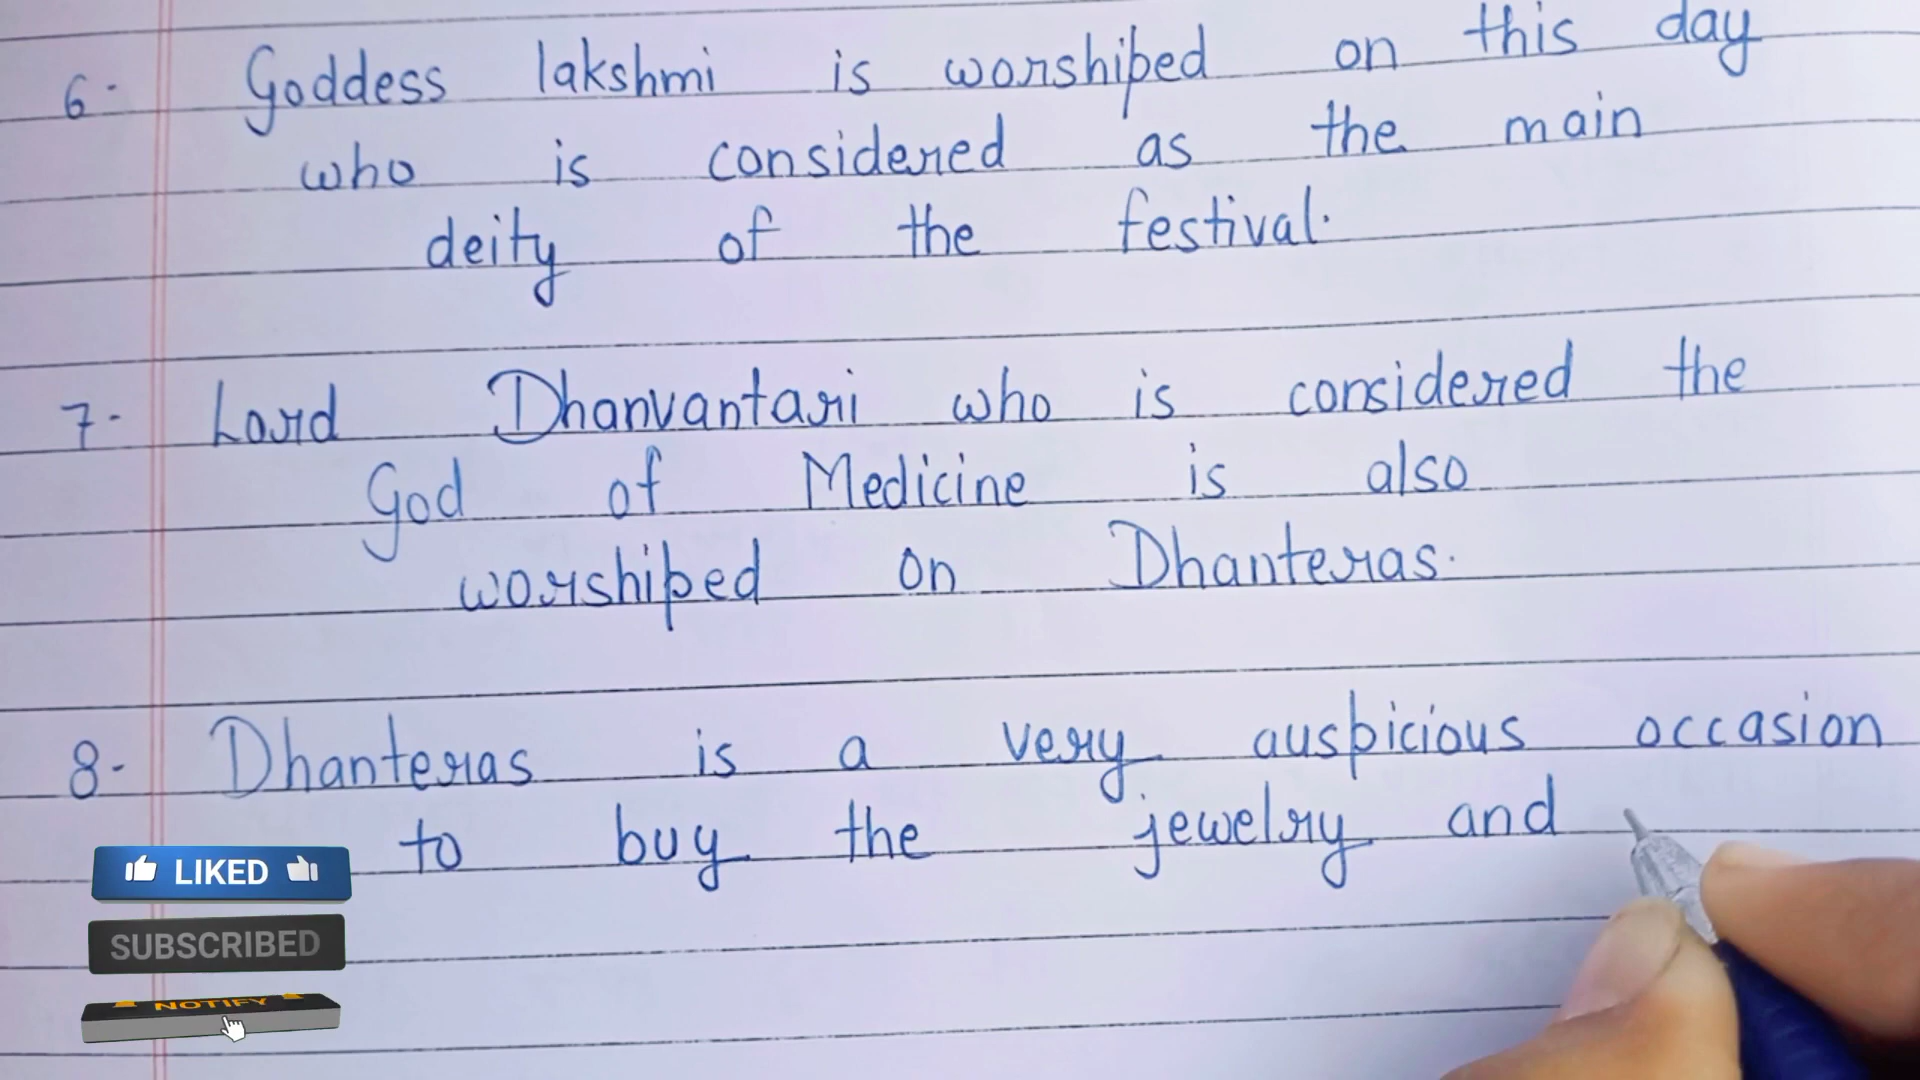 6- Goddess lakshmi is worshiped on this day
who is considered as the main
deity of the festival.
7- Lord Dhanvantari who is considered the
God of Medicine is also
worshiped on Dhanteras.
8- Dhanteras is a very auspicious occasion
to buy the jewelry and
LIKED
SUBSCRIBED
NOTIFY